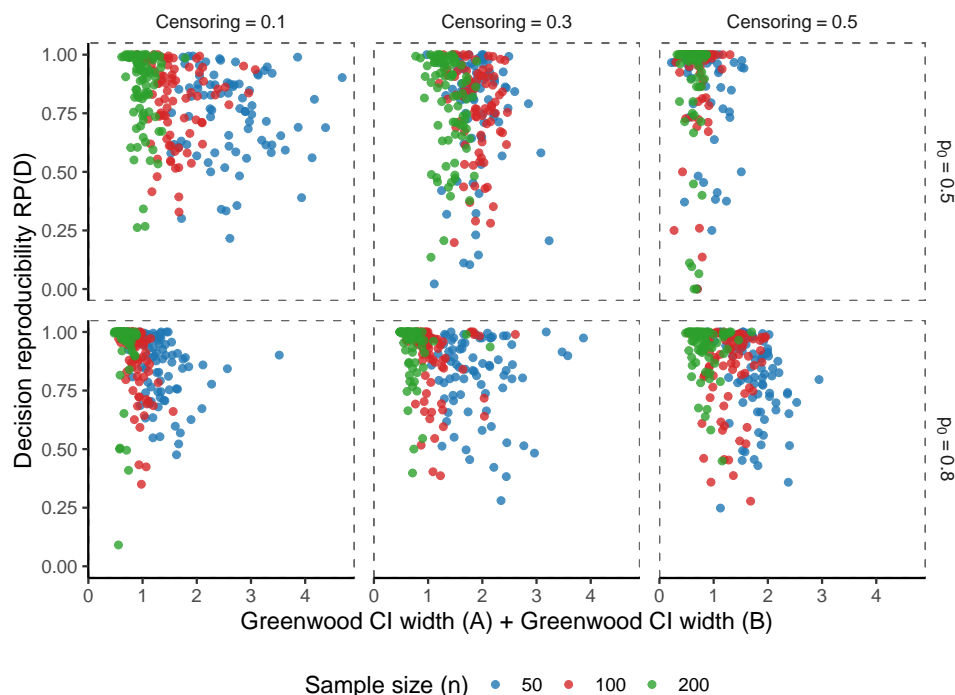 Censoring = 0.1 Censoring = 0.3 Censoring = 0.5
Decision reproducibility RP(D)
1.00
0.75
0.50
0.25
0.00
p0 = 0.5
1.00
0.75
0.50
0.25
0.00
p0 = 0.8
0 1 2 3 4 0 1 2 3 4 0 1 2 3 4
Greenwood CI width (A) + Greenwood CI width (B)
Sample size (n) 50 100 200